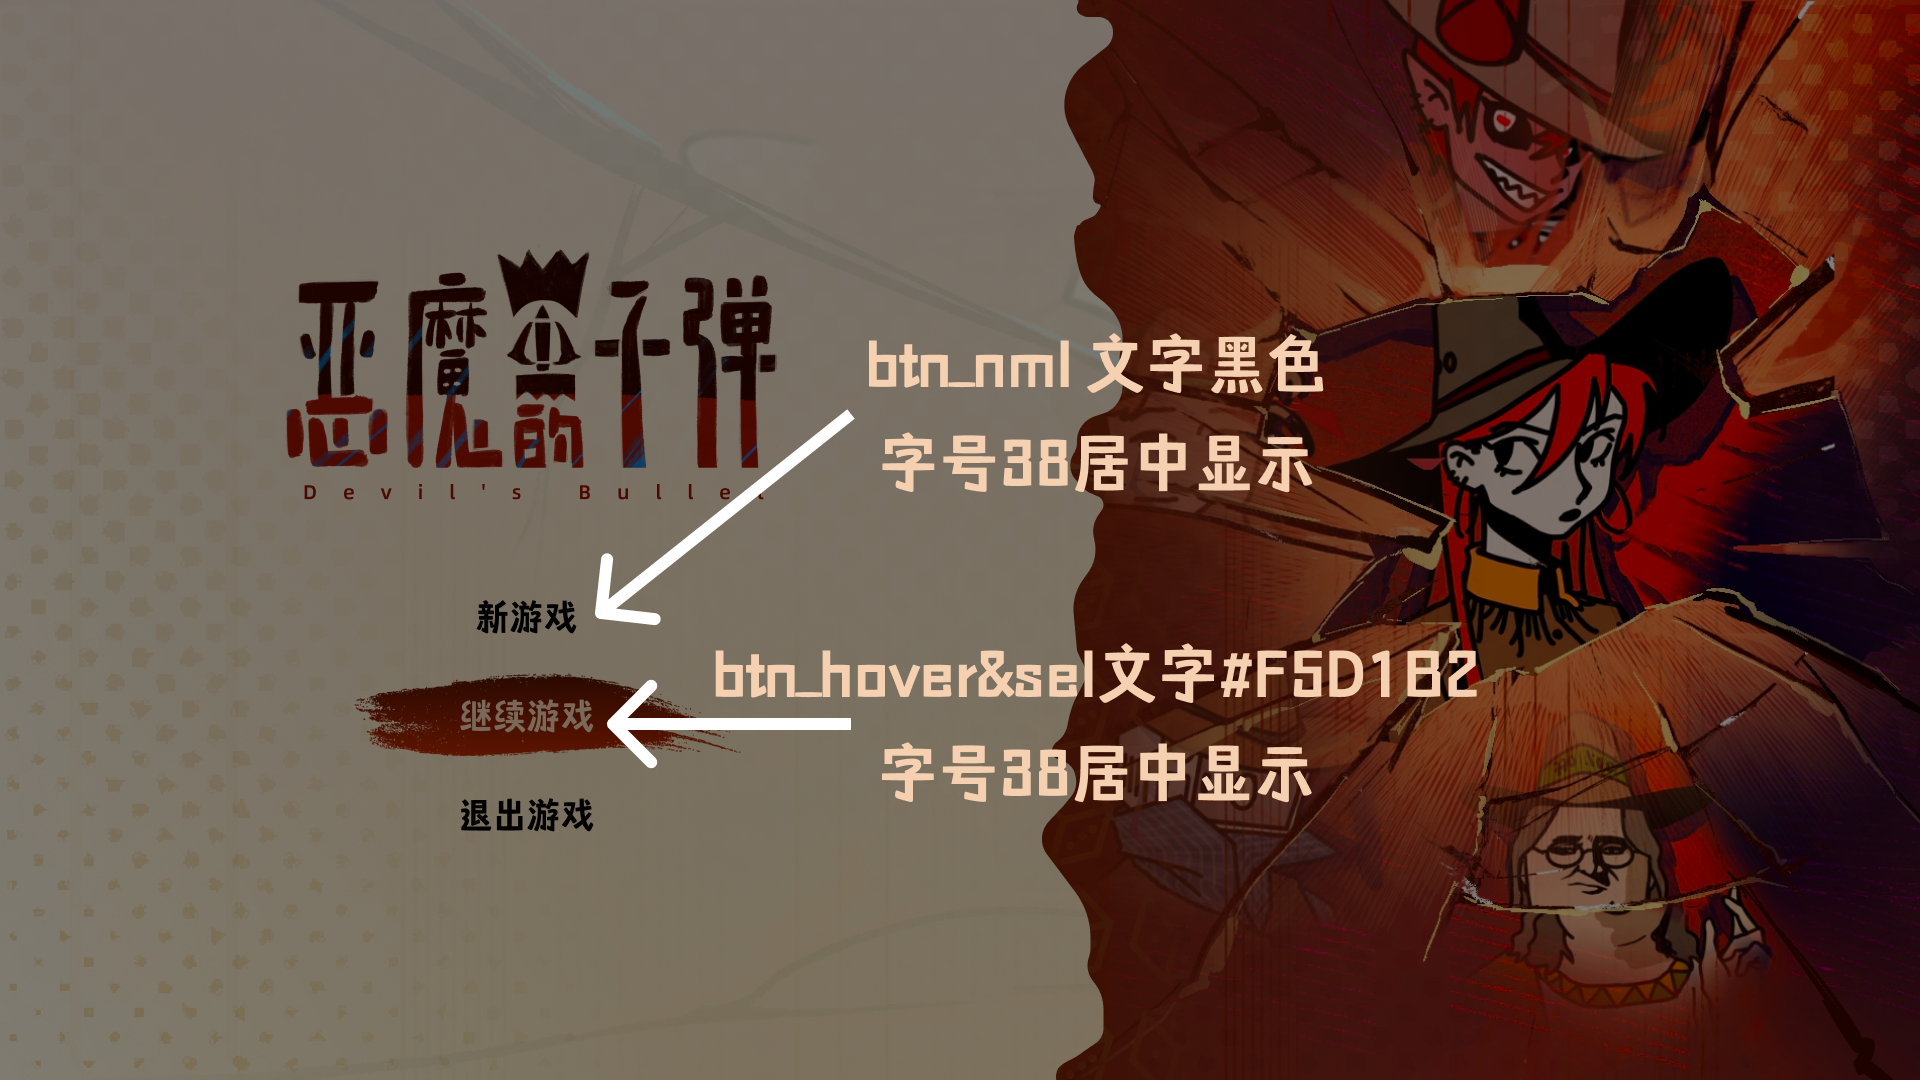 恶魔的子弹
Devil's Bullet
btn_nml 文字黑色
字号38居中显示
新游戏
btn_hover&sel文字#F5D1B2
继续游戏
字号38居中显示
退出游戏